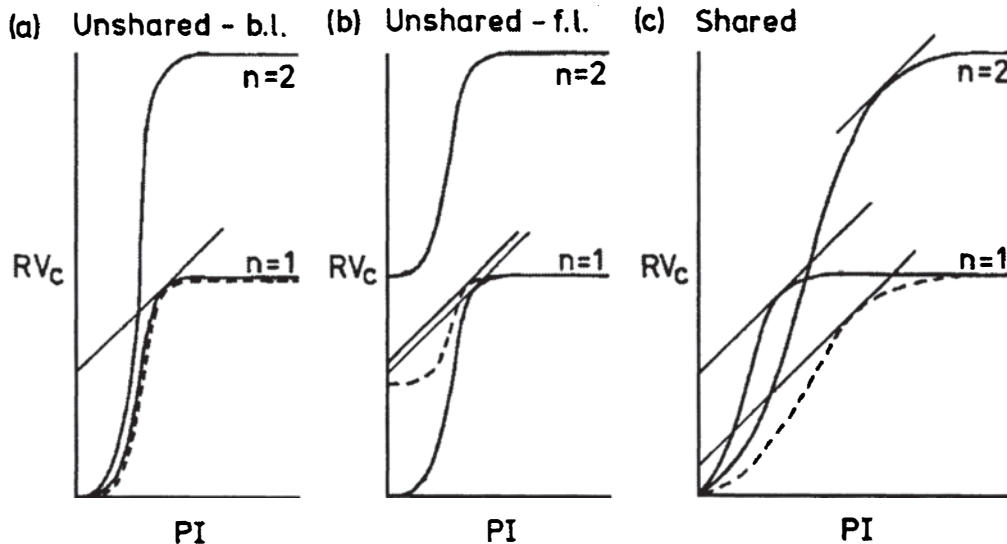 (a) Unshared - b.l.
n=2
n=1
RVc
PI
(b) Unshared - f.l.
n=2
n=1
RVc
PI
(c) Shared
n=2
n=1
RVc
PI